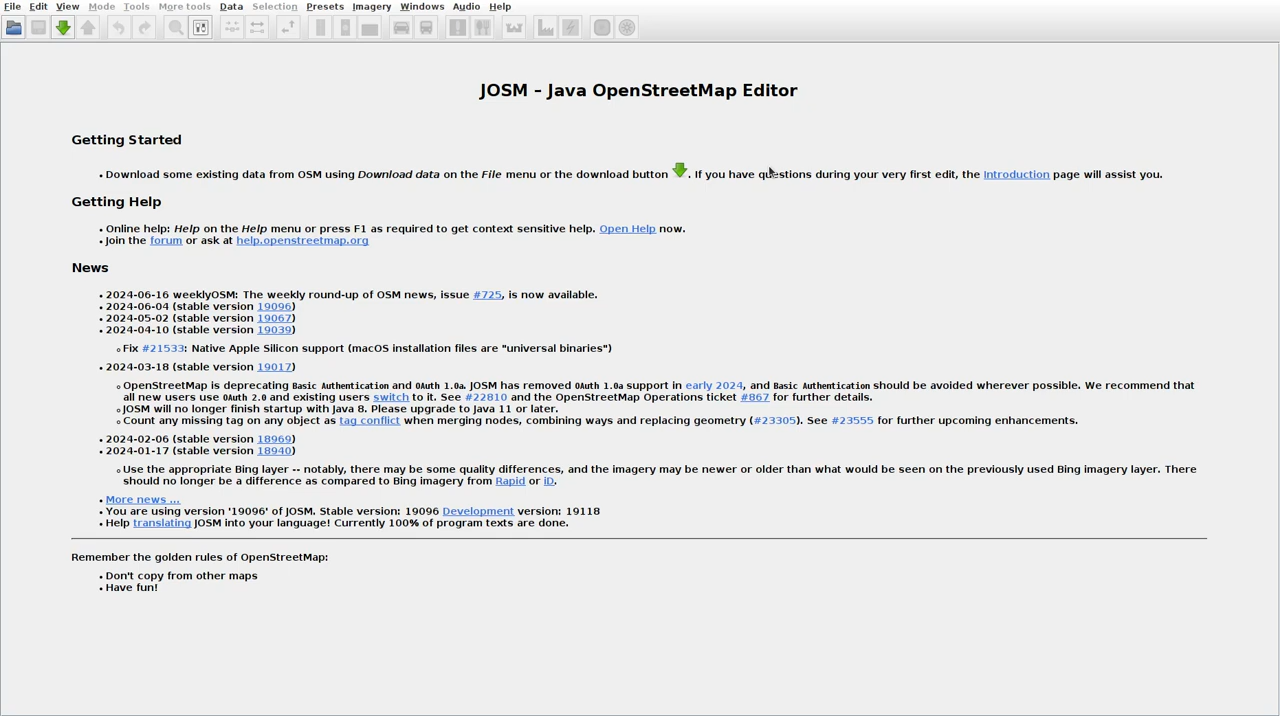 File Edit View Mode Tools More tools Data Selection Presets Imagery Windows Audio Help
JOSM – Java OpenStreetMap Editor
Getting Started
• Download some existing data from OSM using Download data on the File menu or the download button . If you have questions during your very first edit, the Introduction page will assist you.
Getting Help
• Online help: Help on the Help menu or press F1 as required to get context sensitive help. Open Help now.
• Join the forum or ask at help.openstreetmap.org
News
• 2024-06-16 weeklyOSM: The weekly round-up of OSM news, issue #725, is now available.
• 2024-06-04 (stable version 19096)
• 2024-05-02 (stable version 19067)
• 2024-04-10 (stable version 19039)
◦ Fix #21533: Native Apple Silicon support (macOS installation files are "universal binaries")
• 2024-03-18 (stable version 19017)
◦ OpenStreetMap is deprecating Basic Authentication and OAuth 1.0a. JOSM has removed OAuth 1.0a support in early 2024, and Basic Authentication should be avoided wherever possible. We recommend that
all new users use OAuth 2.0 and existing users switch to it. See #22810 and the OpenStreetMap Operations ticket #867 for further details.
◦ JOSM will no longer finish startup with Java 8. Please upgrade to Java 11 or later.
◦ Count any missing tag on any object as tag conflict when merging nodes, combining ways and replacing geometry (#23305). See #23555 for further upcoming enhancements.
• 2024-02-06 (stable version 18969)
• 2024-01-17 (stable version 18940)
◦ Use the appropriate Bing layer -- notably, there may be some quality differences, and the imagery may be newer or older than what would be seen on the previously used Bing imagery layer. There
should no longer be a difference as compared to Bing imagery from Rapid or iD.
• More news ...
• You are using version '19096' of JOSM. Stable version: 19096 Development version: 19118
• Help translating JOSM into your language! Currently 100% of program texts are done.
Remember the golden rules of OpenStreetMap:
• Don't copy from other maps
• Have fun!